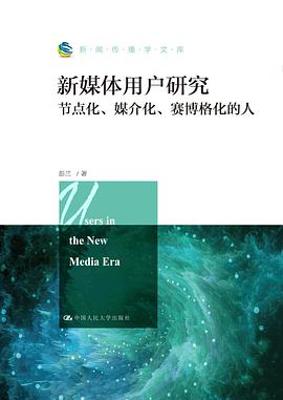 新·闻·传·播·学·文·库
新媒体用户研究
节点化、媒介化、赛博格化的人
彭兰 / 著
Users in
the New
Media Era
中国人民大学出版社